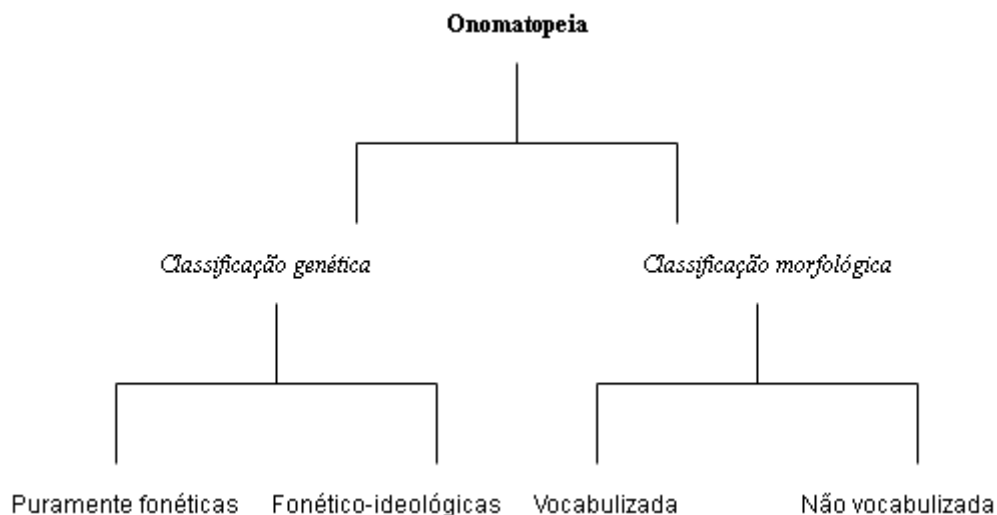 Onomatopeia
Classificação genética Classificação morfológica
Puramente fonéticas Fonético-ideológicas Vocabulizada Não vocabulizada